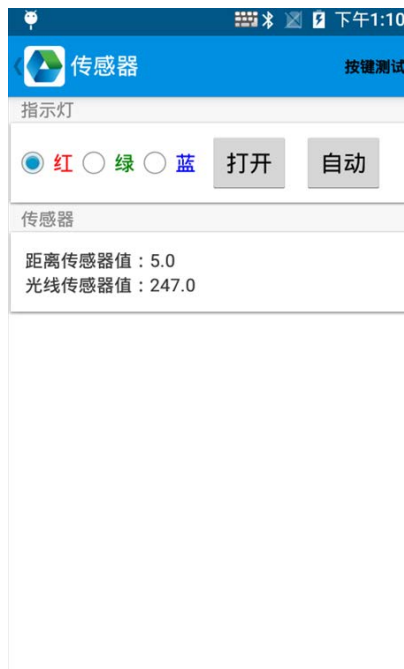 下午1:10
传感器 按键测试
指示灯
红 绿 蓝 打开 自动
传感器
距离传感器值：5.0
光线传感器值：247.0